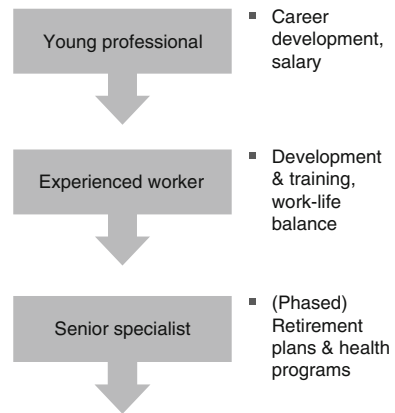 Young professional
Career
development,
salary
Experienced worker
Development
& training,
work-life
balance
Senior specialist
(Phased)
Retirement
plans & health
programs